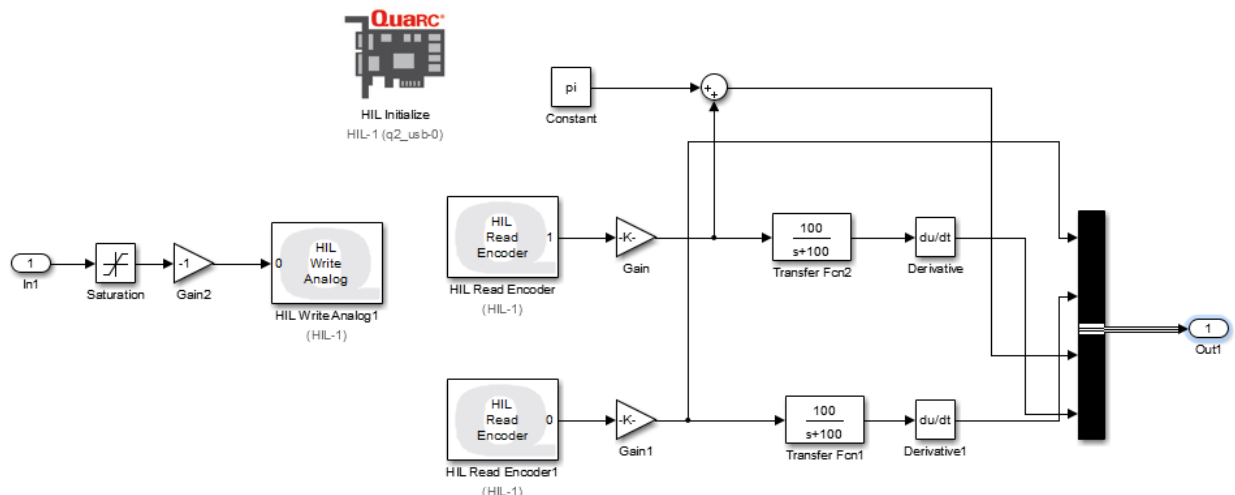 QUARC®
HIL Initialize
HIL-1 (q2_usb-0)
pi
Constant
+
+
1
In1
Saturation
-1
Gain2
0
HIL
Write
Analog
HIL Write Analog1
(HIL-1)
HIL
Read
Encoder
1
HIL Read Encoder
(HIL-1)
-K-
Gain
100
s+100
Transfer Fcn2
du/dt
Derivative
HIL
Read
Encoder
0
HIL Read Encoder1
(HIL-1)
-K-
Gain1
100
s+100
Transfer Fcn1
du/dt
Derivative1
1
Out1